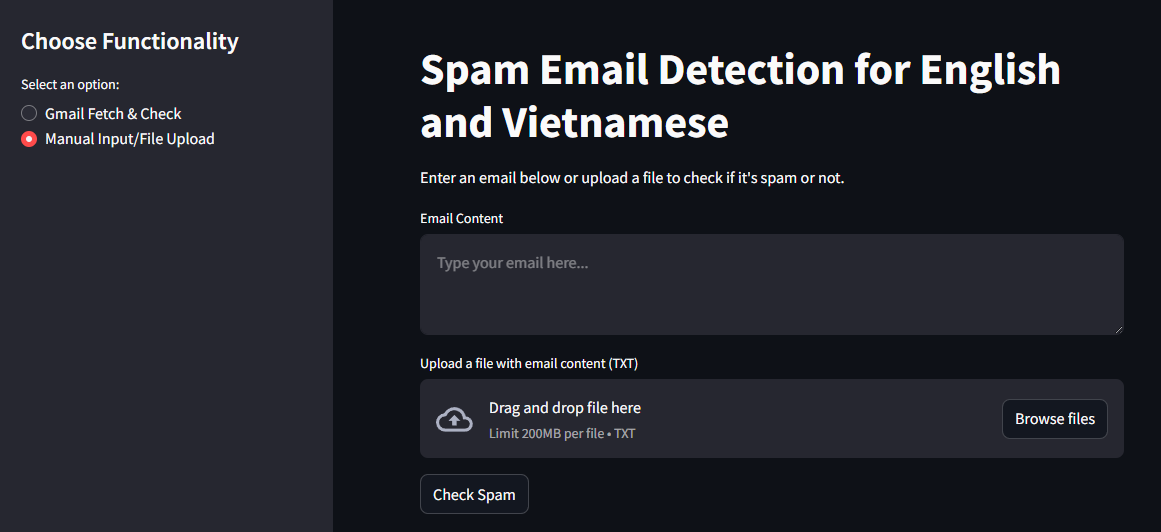 Choose Functionality
Select an option:
Gmail Fetch & Check
Manual Input/File Upload
Spam Email Detection for English
and Vietnamese
Enter an email below or upload a file to check if it's spam or not.
Email Content
Type your email here...
Upload a file with email content (TXT)
Drag and drop file here
Limit 200MB per file • TXT
Browse files
Check Spam